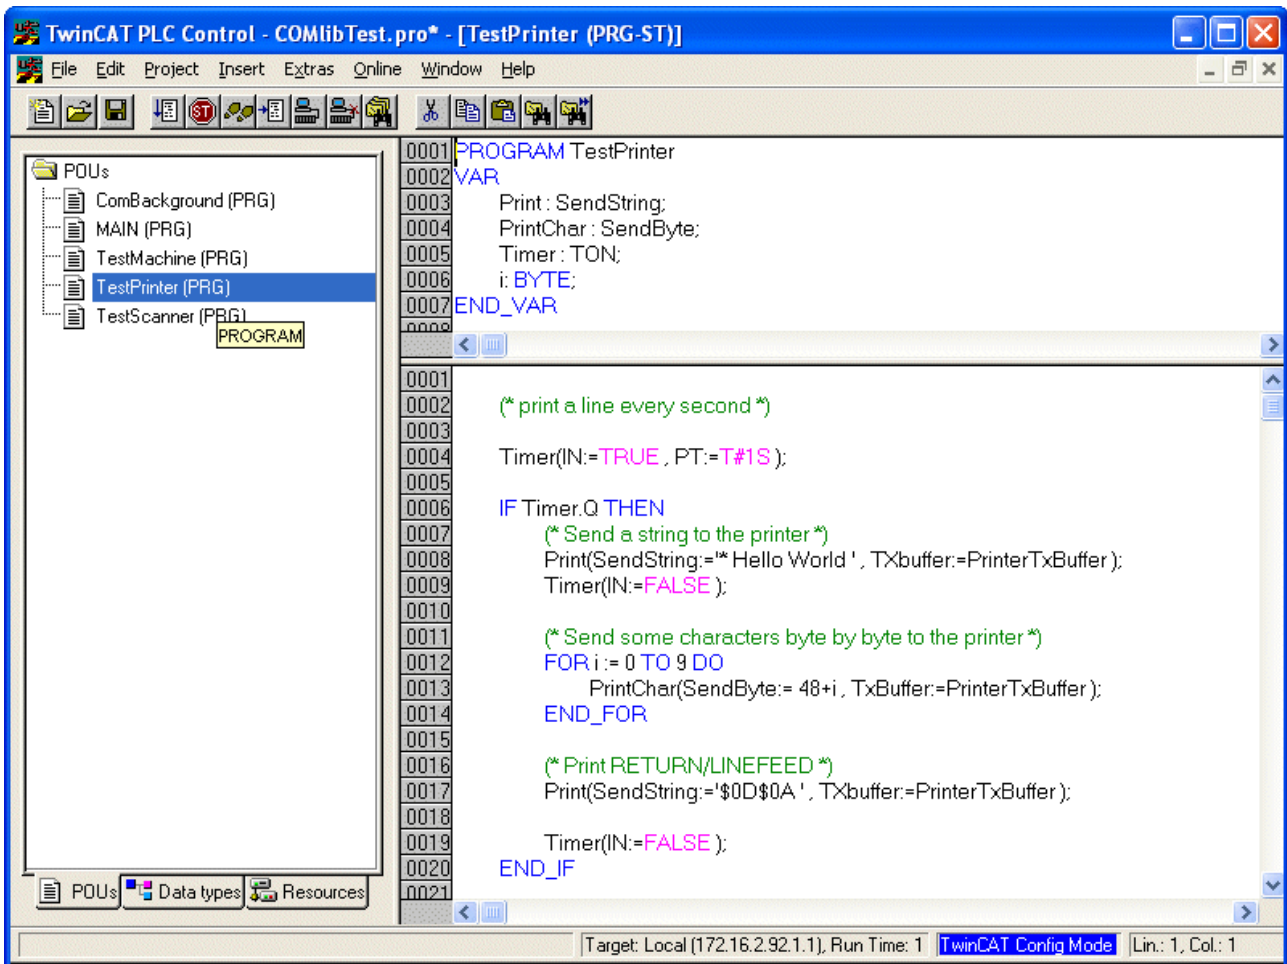 TwinCAT PLC Control - COMlibTest.pro* - [TestPrinter (PRG-ST)]
File Edit Project Insert Extras Online Window Help
POUs
ComBackground (PRG)
MAIN (PRG)
TestMachine (PRG)
TestPrinter (PRG)
TestScanner (PRG)
PROGRAM
POUs Data types Resources
0001 PROGRAM TestPrinter
0002 VAR
0003 Print : SendString;
0004 PrintChar : SendByte;
0005 Timer : TON;
0006 i: BYTE;
0007 END_VAR
0008
0001
0002 (* print a line every second *)
0003
0004 Timer(IN:=TRUE , PT:=T#1S );
0005
0006 IF Timer.Q THEN
0007 (* Send a string to the printer *)
0008 Print(SendString:='* Hello World ' , TXbuffer:=PrinterTxBuffer );
0009 Timer(IN:=FALSE );
0010
0011 (* Send some characters byte by byte to the printer *)
0012 FOR i := 0 TO 9 DO
0013 PrintChar(SendByte:= 48+i , TxBuffer:=PrinterTxBuffer );
0014 END_FOR
0015
0016 (* Print RETURN/LINEFEED *)
0017 Print(SendString:='$0D$0A ' , TXbuffer:=PrinterTxBuffer );
0018
0019 Timer(IN:=FALSE );
0020 END_IF
0021
Target: Local (172.16.2.92.1.1), Run Time: 1 TwinCAT Config Mode Lin.: 1, Col.: 1